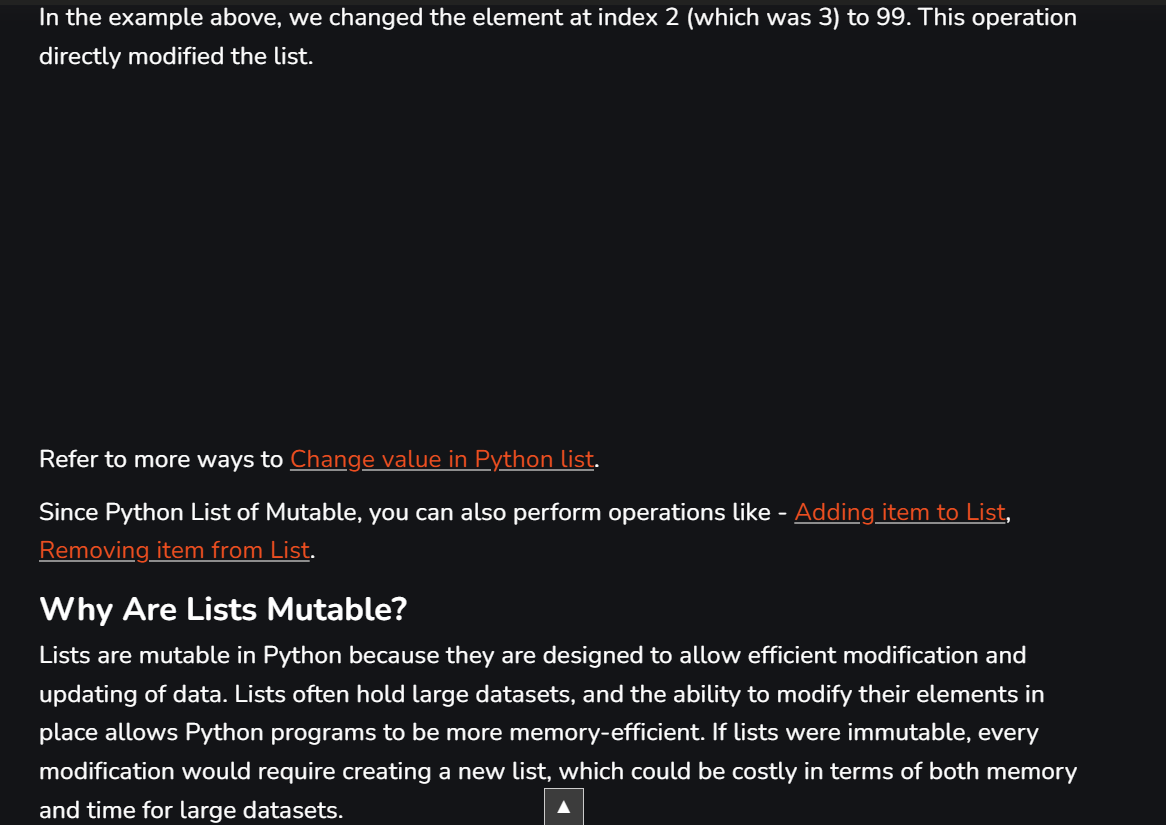 In the example above, we changed the element at index 2 (which was 3) to 99. This operation
directly modified the list.
Refer to more ways to Change value in Python list.
Since Python List of Mutable, you can also perform operations like - Adding item to List,
Removing item from List.
Why Are Lists Mutable?
Lists are mutable in Python because they are designed to allow efficient modification and
updating of data. Lists often hold large datasets, and the ability to modify their elements in
place allows Python programs to be more memory-efficient. If lists were immutable, every
modification would require creating a new list, which could be costly in terms of both memory
and time for large datasets.